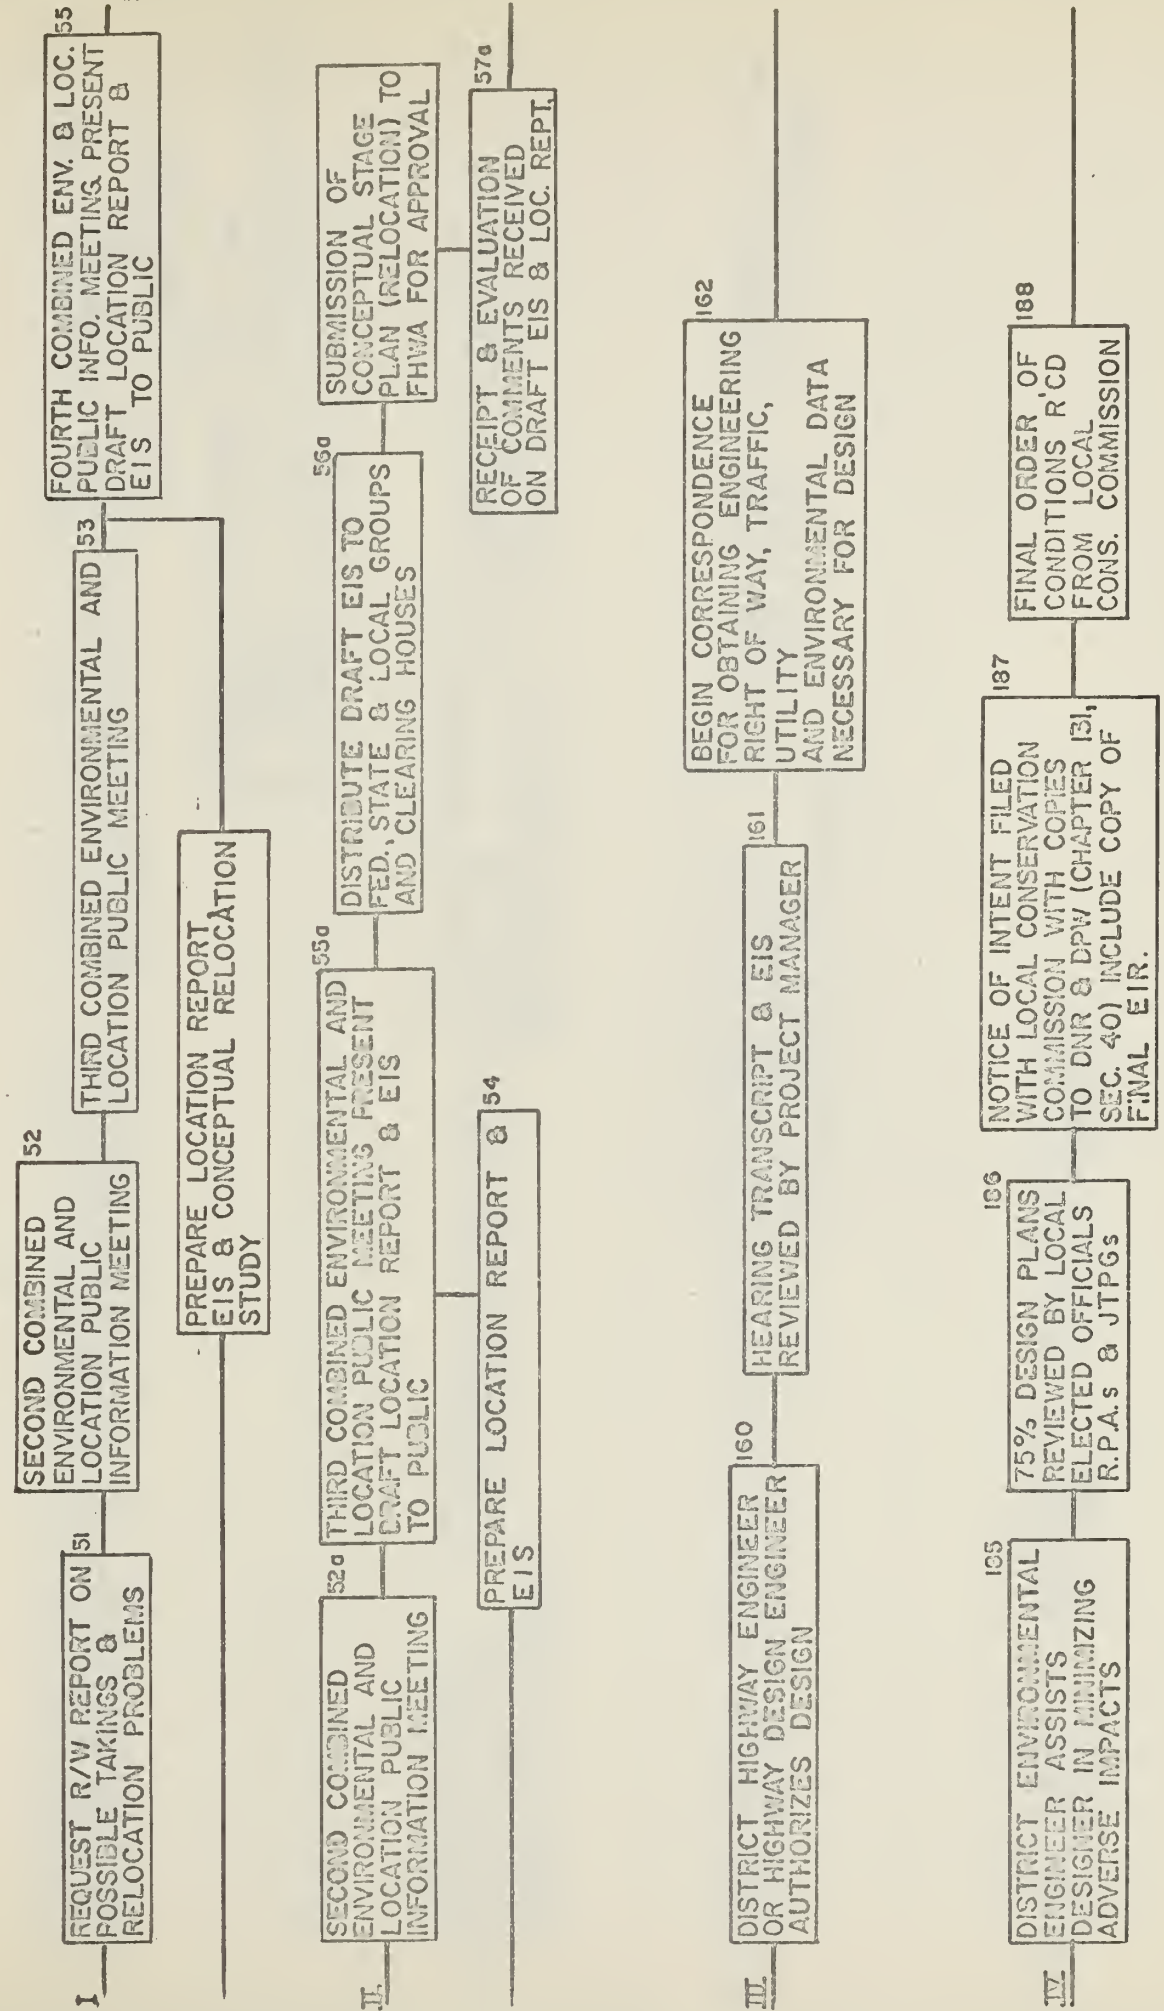 I
REQUEST R/W REPORT ON
POSSIBLE TAKINGS &
RELOCATION PROBLEMS
51
SECOND COMBINED
ENVIRONMENTAL AND
LOCATION PUBLIC
INFORMATION MEETING
52
THIRD COMBINED ENVIRONMENTAL AND
LOCATION PUBLIC MEETING
53
FOURTH COMBINED ENV. & LOC.
PUBLIC INFO. MEETING. PRESENT
DRAFT LOCATION REPORT &
EIS TO PUBLIC
55
PREPARE LOCATION REPORT
EIS & CONCEPTUAL RELOCATION
STUDY
II.
SECOND COMBINED
ENVIRONMENTAL AND
LOCATION PUBLIC
INFORMATION MEETING
52a
THIRD COMBINED ENVIRONMENTAL AND
LOCATION PUBLIC MEETING PRESENT
DRAFT LOCATION REPORT & EIS
TO PUBLIC
55a
DISTRIBUTE DRAFT EIS TO
FED., STATE & LOCAL GROUPS
AND CLEARING HOUSES
56a
SUBMISSION OF
CONCEPTUAL STAGE
PLAN (RELOCATION) TO
FHWA FOR APPROVAL
PREPARE LOCATION REPORT &
EIS
54
RECEIPT & EVALUATION
OF COMMENTS RECEIVED
ON DRAFT EIS & LOC. REPT.
57a
III.
DISTRICT HIGHWAY ENGINEER
OR HIGHWAY DESIGN ENGINEER
AUTHORIZES DESIGN
160
HEARING TRANSCRIPT & EIS
REVIEWED BY PROJECT MANAGER
161
BEGIN CORRESPONDENCE
FOR OBTAINING ENGINEERING
RIGHT OF WAY, TRAFFIC,
UTILITY
AND ENVIRONMENTAL DATA
NECESSARY FOR DESIGN
162
IV.
DISTRICT ENVIRONMENTAL
ENGINEER ASSISTS
DESIGNER IN MINIMIZING
ADVERSE IMPACTS
185
75% DESIGN PLANS
REVIEWED BY LOCAL
ELECTED OFFICIALS
R.P.A.s & JTPGs
186
NOTICE OF INTENT FILED
WITH LOCAL CONSERVATION
COMMISSION WITH COPIES
TO DNR & DPW (CHAPTER 131,
SEC. 40) INCLUDE COPY OF
FINAL EIR.
187
FINAL ORDER OF
CONDITIONS R'CD
FROM LOCAL
CONS. COMMISSION
188